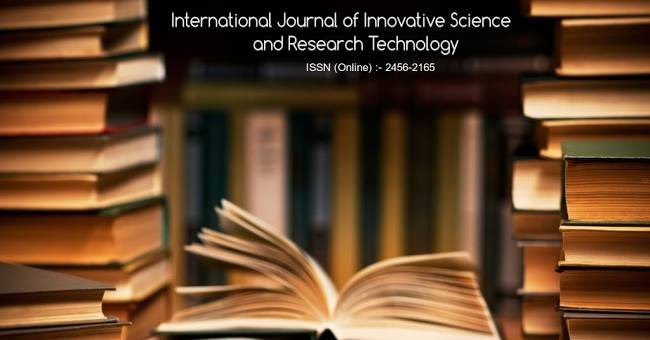 International Journal of Innovative Science
and Research Technology
ISSN (Online) :- 2456-2165